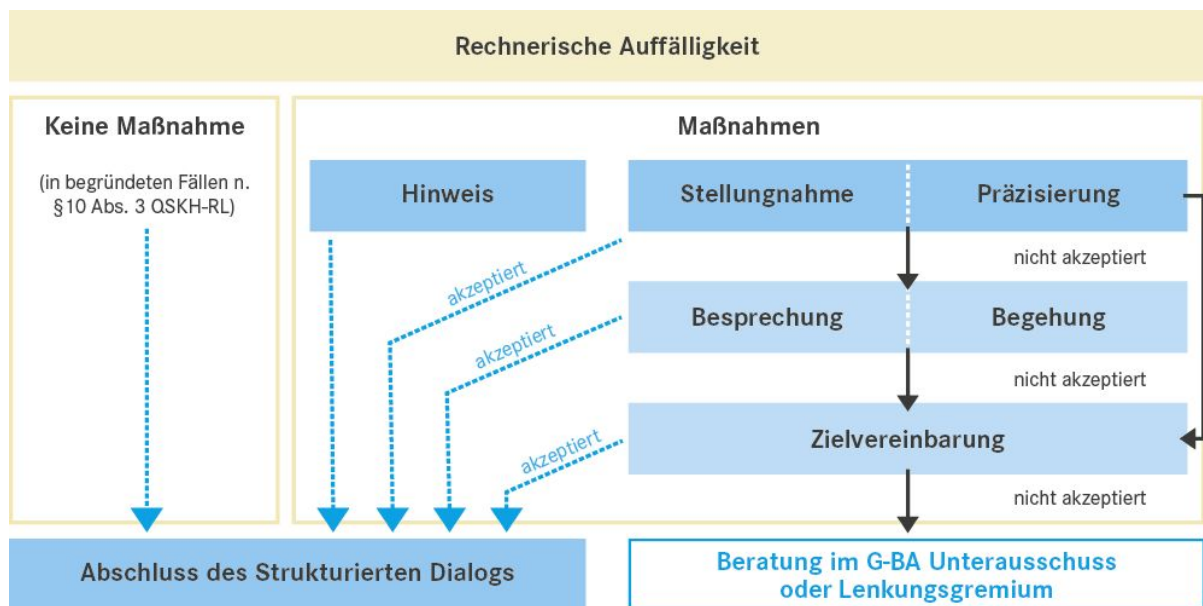 Rechnerische Auffälligkeit
Keine Maßnahme
(in begründeten Fällen n.
§10 Abs. 3 QSKH-RL)
Maßnahmen
Hinweis
Stellungnahme
Präzisierung
akzeptiert
nicht akzeptiert
Besprechung
Begehung
akzeptiert
nicht akzeptiert
Zielvereinbarung
akzeptiert
nicht akzeptiert
Abschluss des Strukturierten Dialogs
Beratung im G-BA Unterausschuss
oder Lenkungsgremium